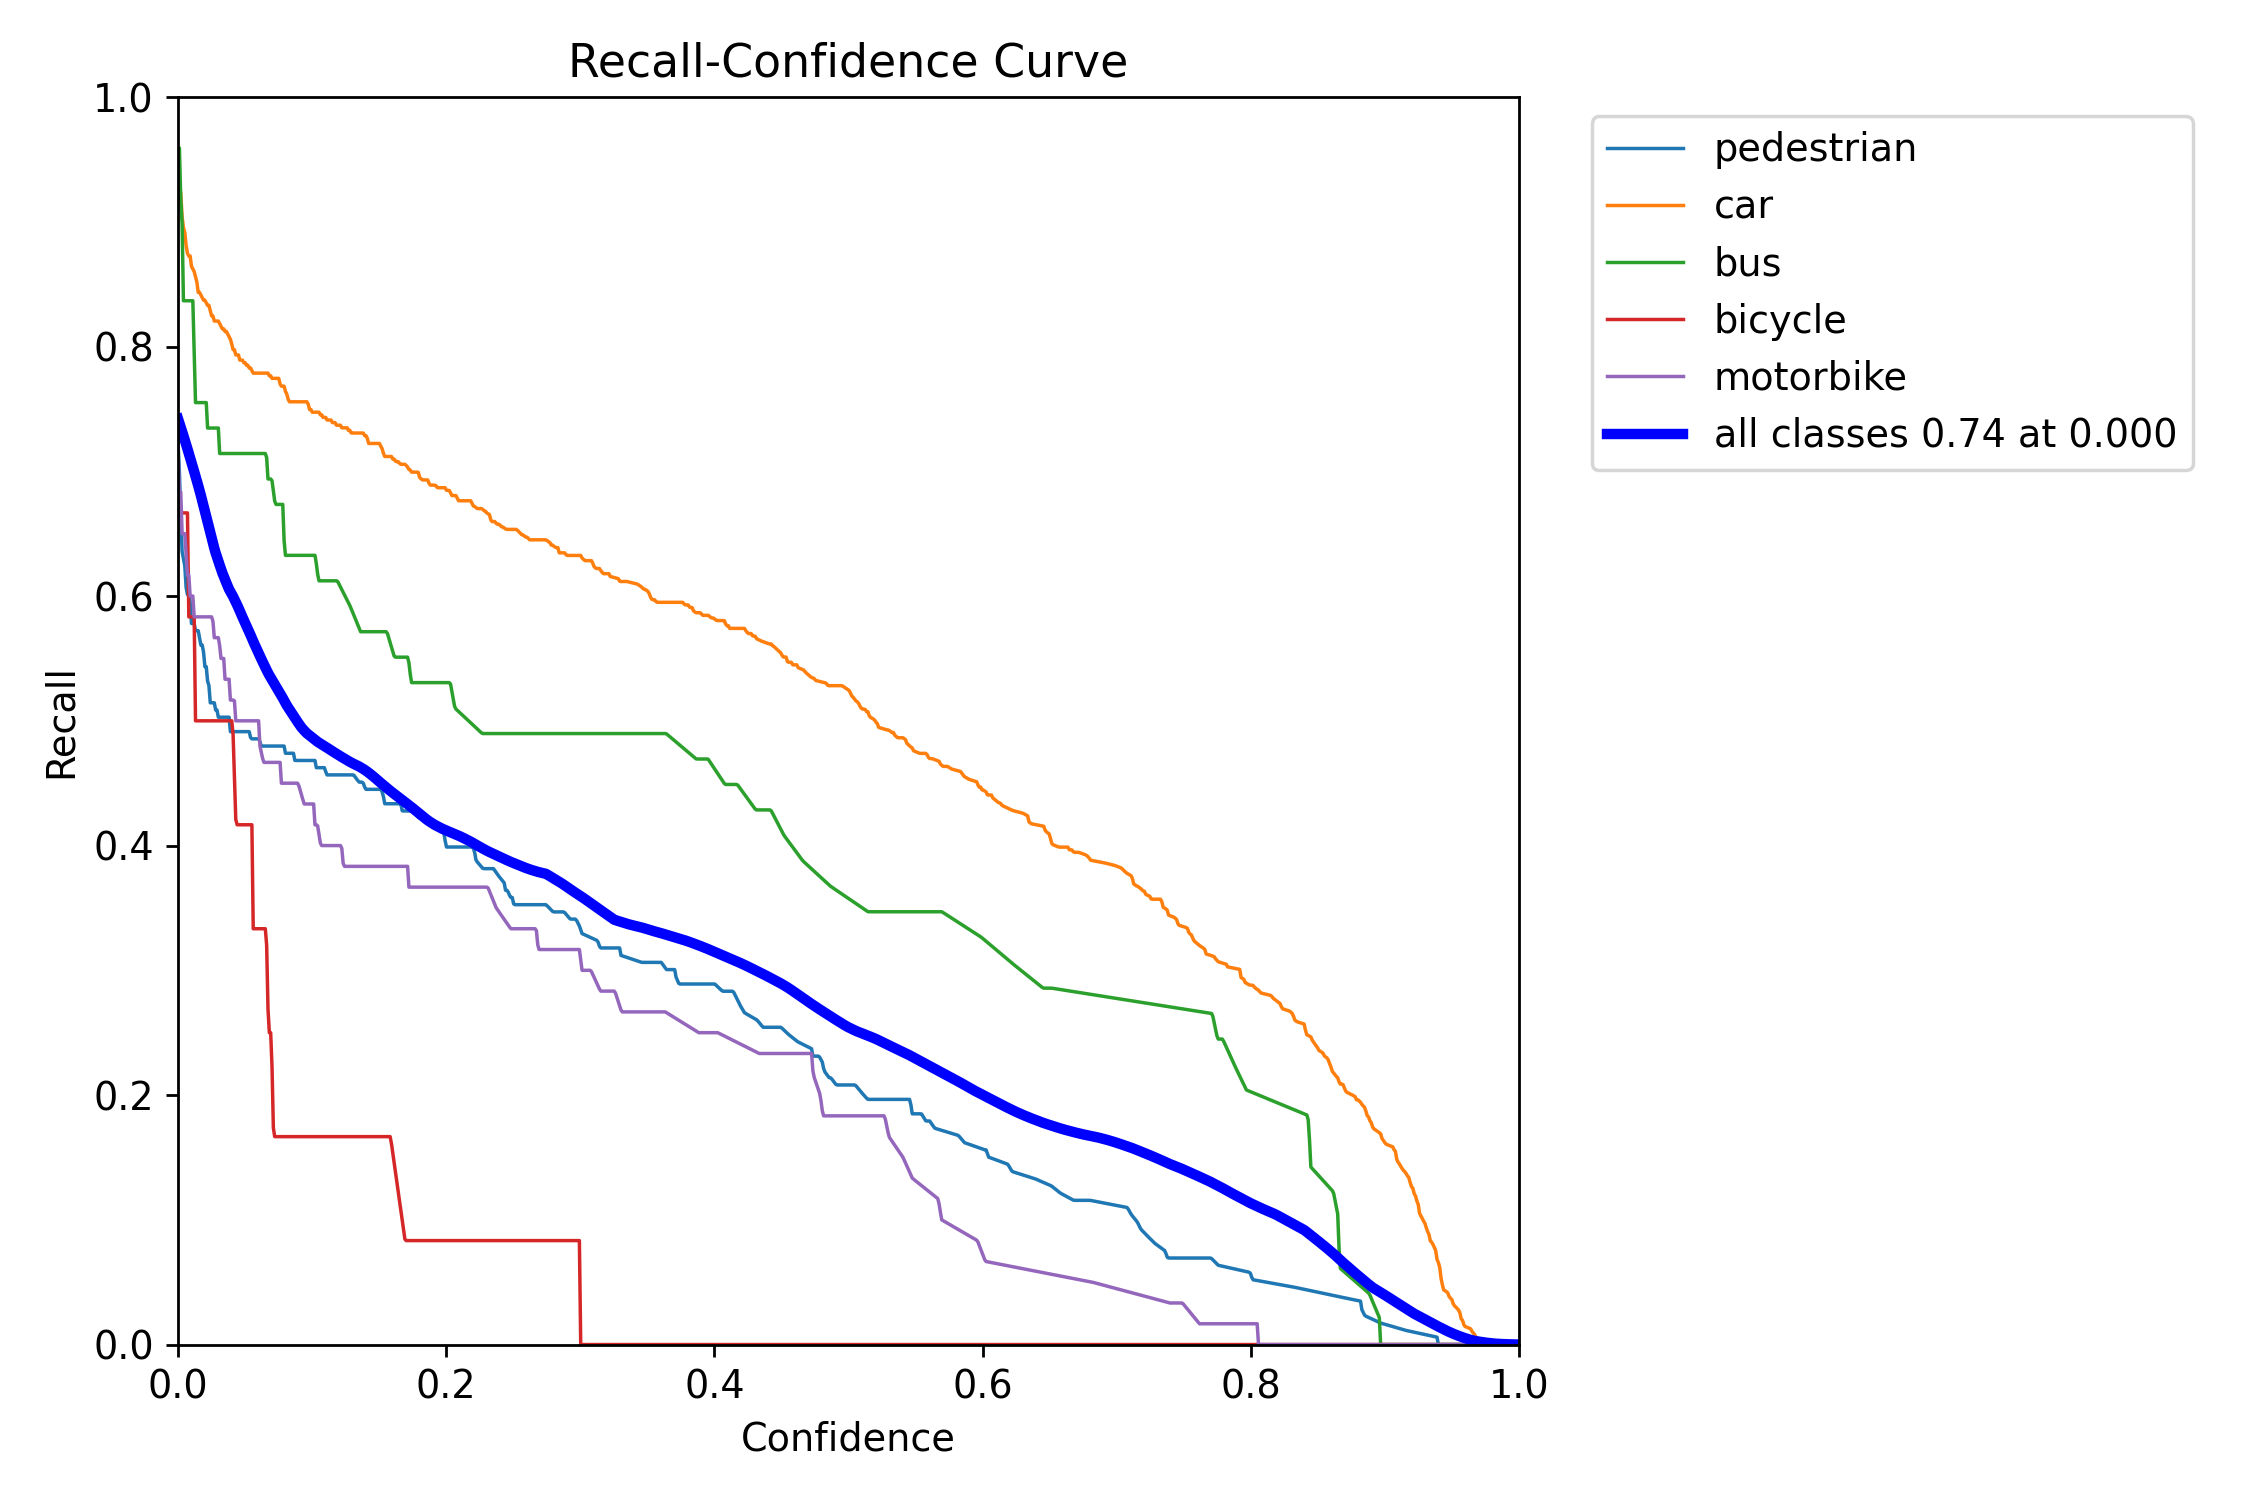 Recall-Confidence Curve
1.0
0.8
0.6
0.4
0.2
0.0
Recall
0.0 0.2 0.4 0.6 0.8 1.0
Confidence
pedestrian
car
bus
bicycle
motorbike
all classes 0.74 at 0.000